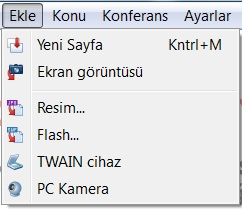 Ekle Konu Konferans Ayarlar
Yeni Sayfa Kntrl+M
Ekran görüntüsü
Resim...
Flash...
TWAIN cihaz
PC Kamera